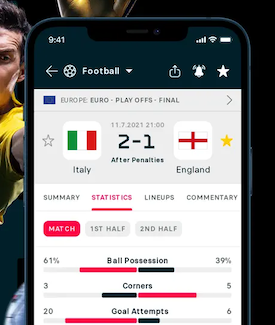 9:41
Football
EUROPE: EURO - PLAY OFFS - FINAL
11.7.2021 21:00
2-1
After Penalties
Italy
England
SUMMARY STATISTICS LINEUPS COMMENTARY
MATCH 1ST HALF 2ND HALF
61% Ball Possession 39%
3 Corners 5
20 Goal Attempts 6